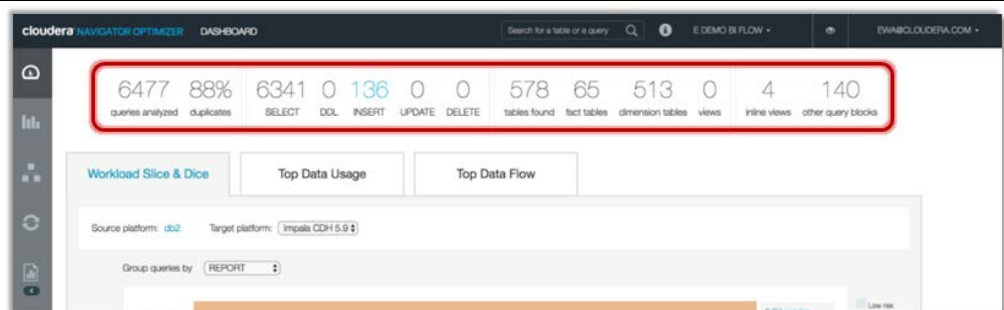 cloudera NAVIGATOR OPTIMIZER DASHBOARD Search for a table or a query E DEMO BI FLOW EWA@CLOUDERA.COM
6477 88% 6341 0 136 0 0 578 65 513 0 4 140
queries analyzed duplicates SELECT DDL INSERT UPDATE DELETE tables found fact tables dimension tables views inline views other query blocks
Workload Slice & Dice Top Data Usage Top Data Flow
Source platform: db2 Target platform: Impala CDH 5.9
Group queries by REPORT
4
Low risk